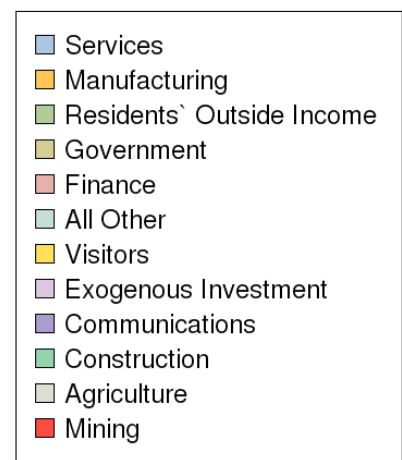 Services
Manufacturing
Residents` Outside Income
Government
Finance
All Other
Visitors
Exogenous Investment
Communications
Construction
Agriculture
Mining